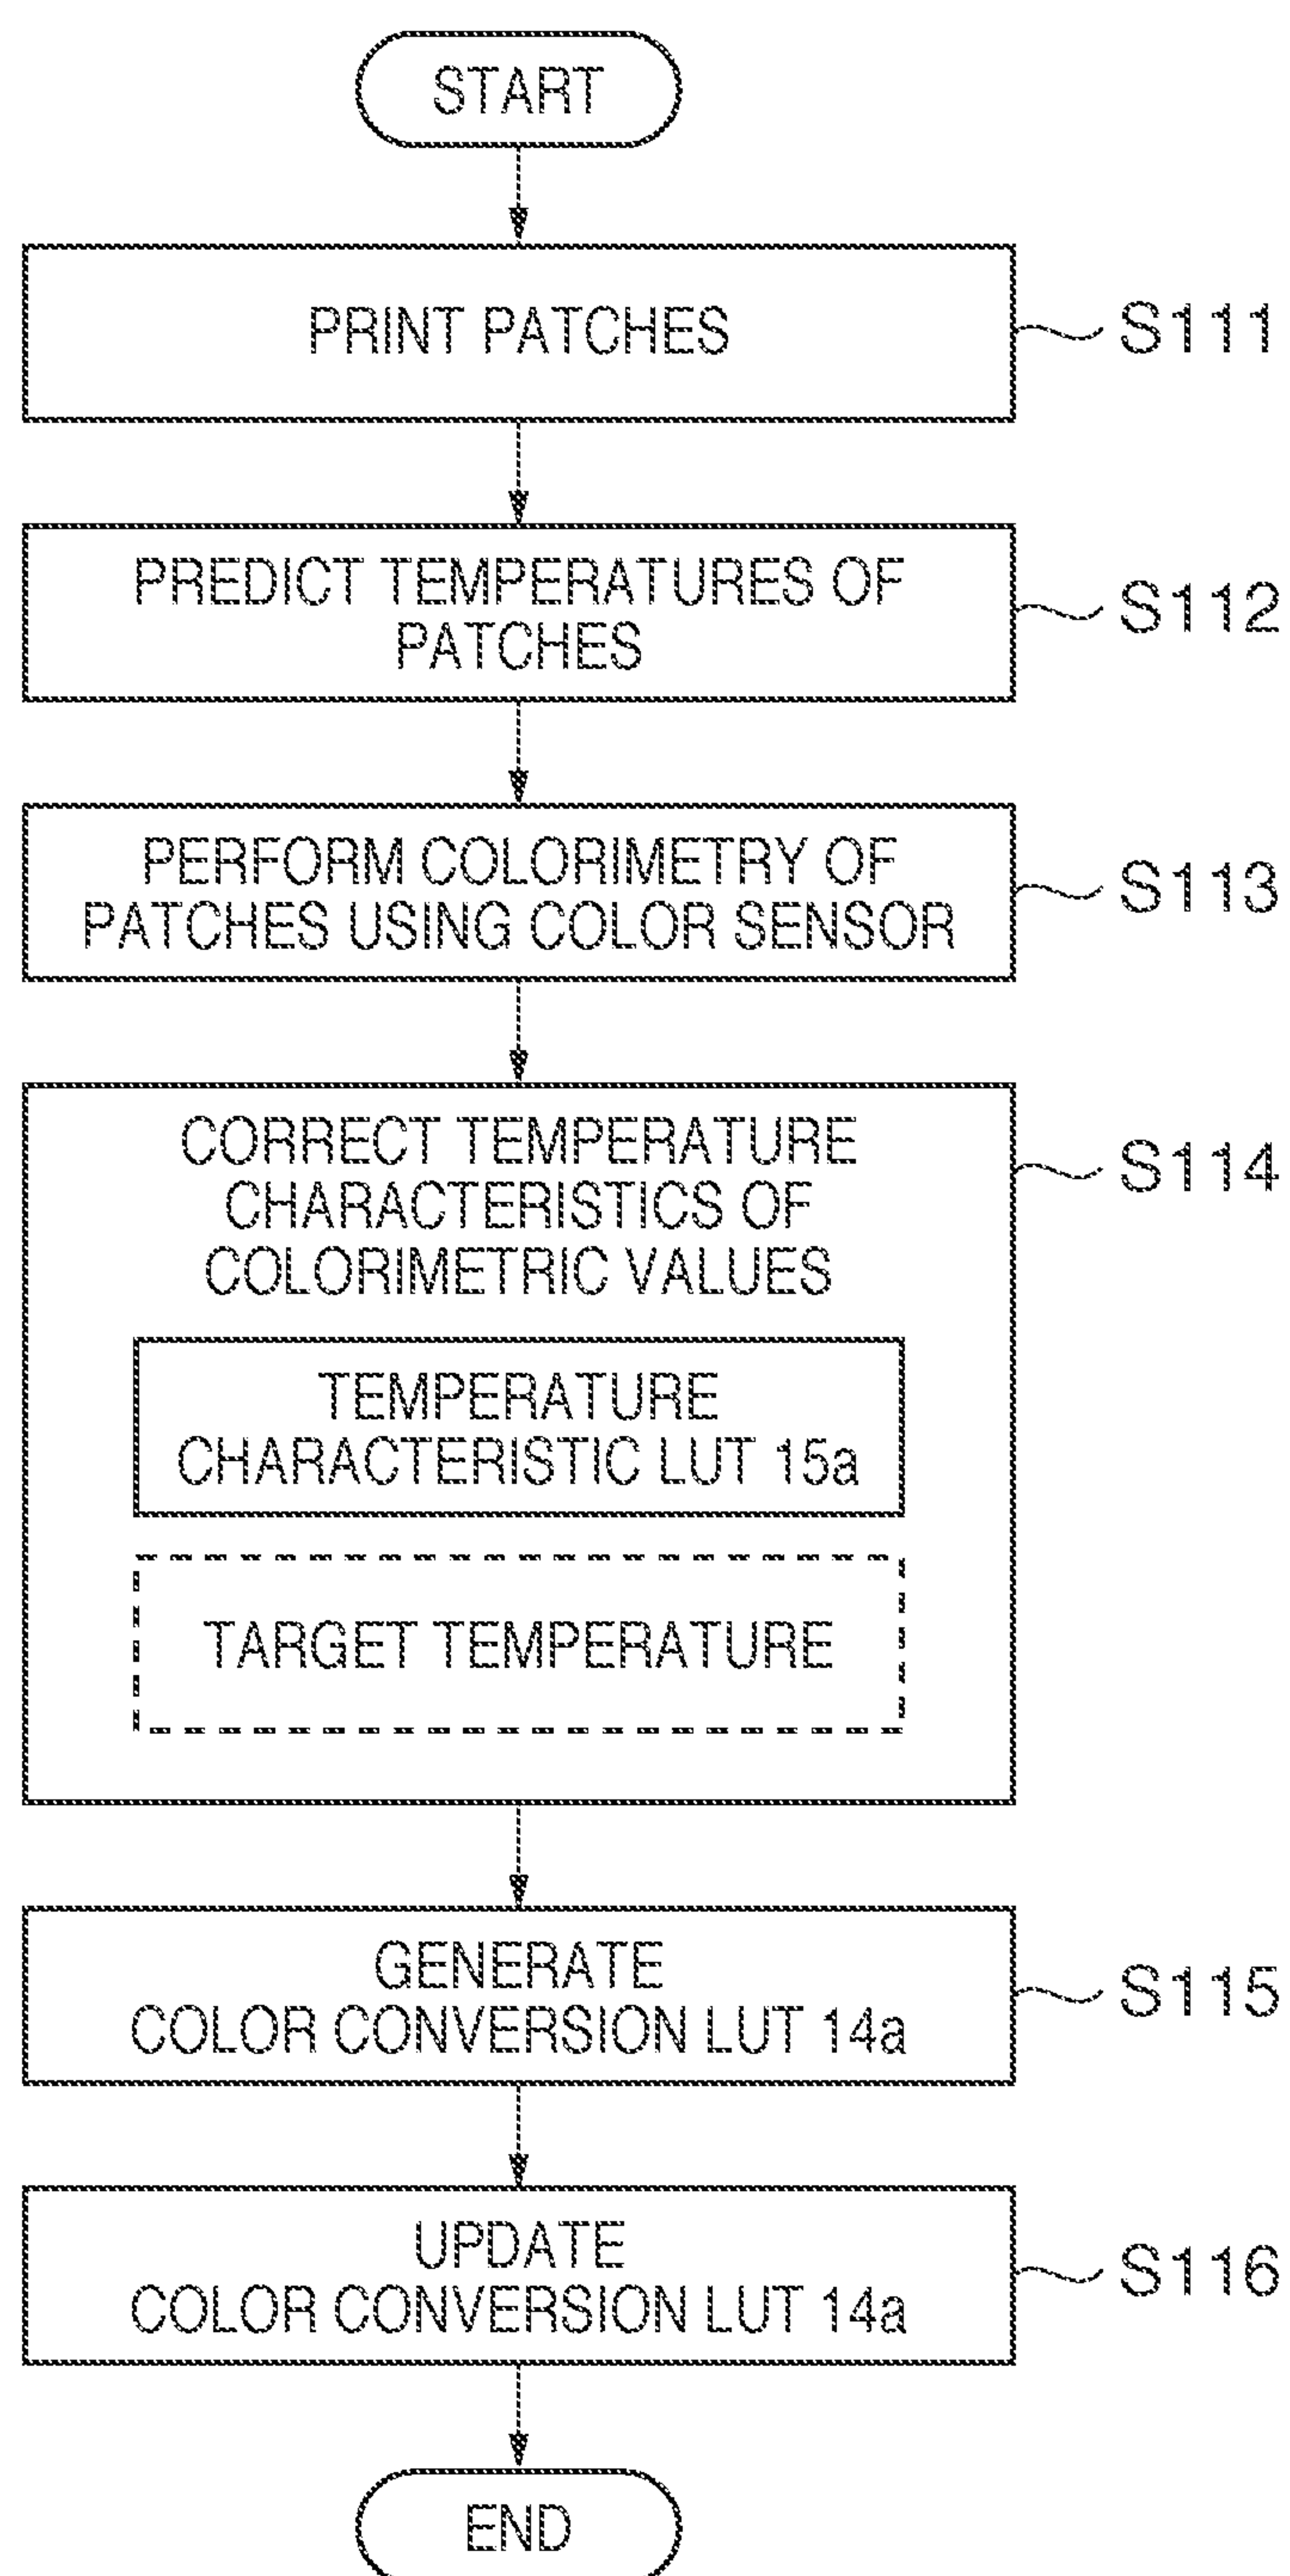 START
PRINT PATCHES
S111
PREDICT TEMPERATURES OF
PATCHES
S112
PERFORM COLORIMETRY OF
PATCHES USING COLOR SENSOR
S113
CORRECT TEMPERATURE
CHARACTERISTICS OF
COLORIMETRIC VALUES
S114
TEMPERATURE
CHARACTERISTIC LUT 15a
TARGET TEMPERATURE
GENERATE
COLOR CONVERSION LUT 14a
S115
UPDATE
COLOR CONVERSION LUT 14a
S116
END